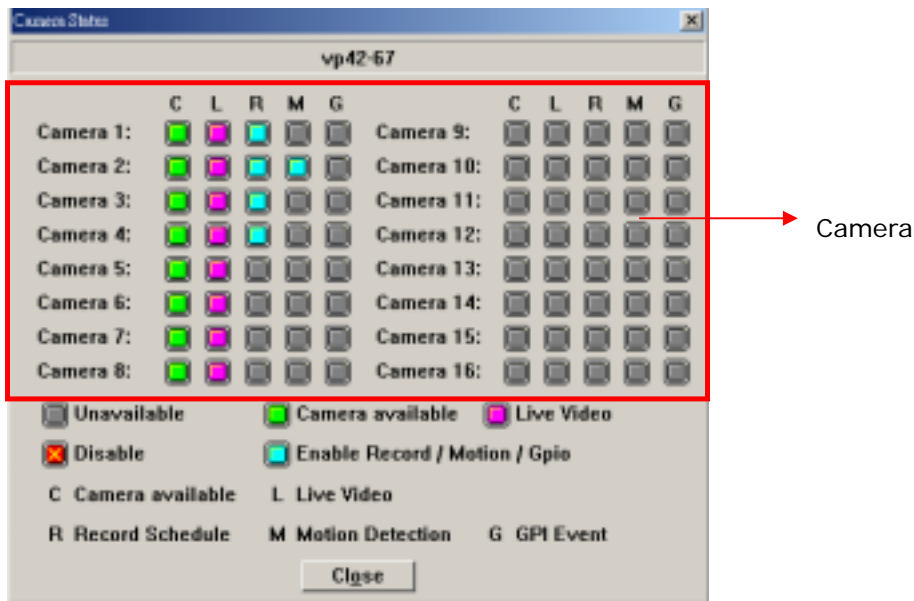 Camera Status
vp42-67
C L R M G C L R M G
Camera 1: Camera 9:
Camera 2: Camera 10:
Camera 3: Camera 11:
Camera 4: Camera 12:
Camera 5: Camera 13:
Camera 6: Camera 14:
Camera 7: Camera 15:
Camera 8: Camera 16:
Camera
Unavailable Camera available Live Video
Disable Enable Record / Motion / Gpio
C Camera available L Live Video
R Record Schedule M Motion Detection G GPI Event
Close